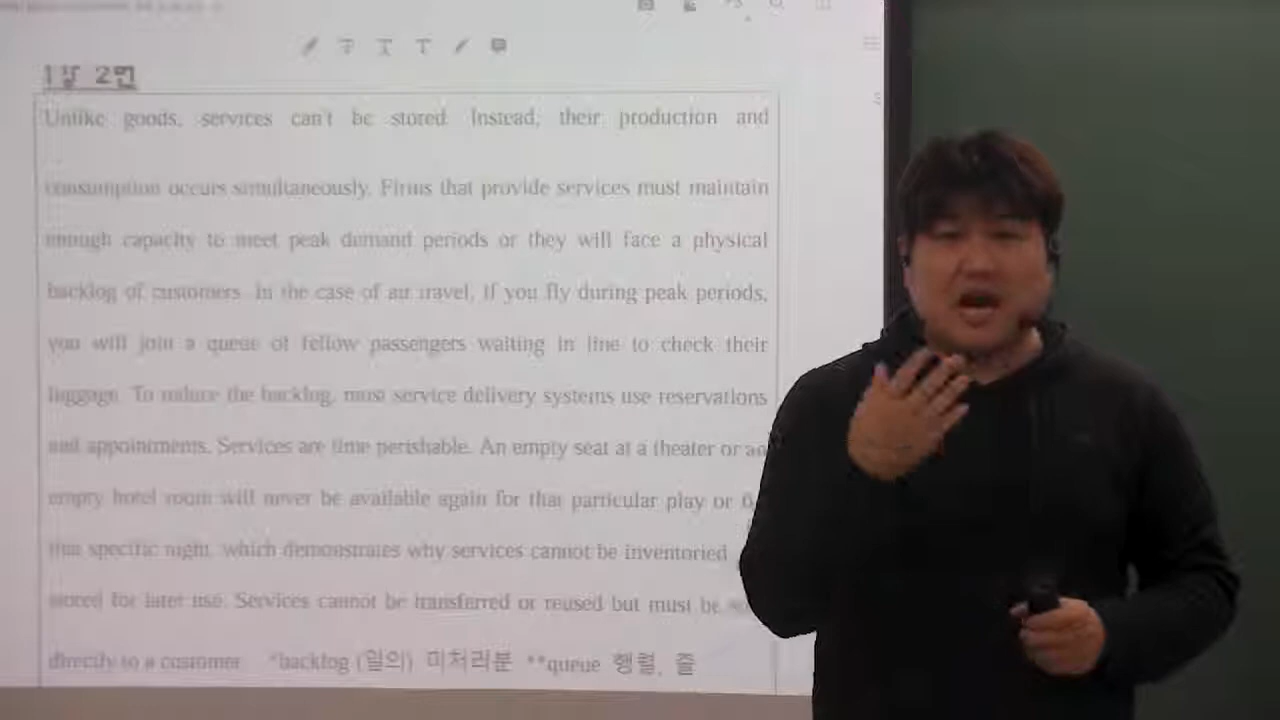 1강 2번
Unlike goods, services can't be stored. Instead, their production and
consumption occurs simultaneously. Firms that provide services must maintain
enough capacity to meet peak demand periods or they will face a physical
backlog of customers. In the case of air travel, if you fly during peak periods,
you will join a queue of fellow passengers waiting in line to check their
luggage. To reduce the backlog, most service delivery systems use reservations
and appointments. Services are time perishable. An empty seat at a theater or an
empty hotel room will never be available again for that particular play or
that specific night, which demonstrates why services cannot be inventoried
stored for later use. Services cannot be transferred or reused but must be
directly to a customer. *backlog (일의) 미처리분 **queue 행렬, 줄